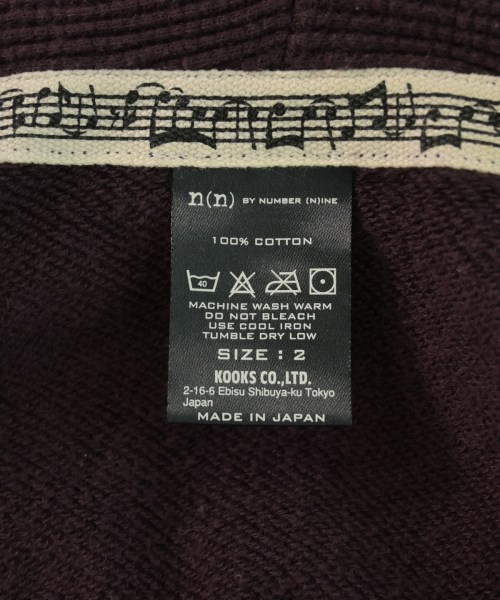 n(n) BY NUMBER (N)INE
100% COTTON
40
MACHINE WASH WARM
DO NOT BLEACH
USE COOL IRON
TUMBLE DRY LOW
SIZE : 2
KOOKS CO.,LTD.
2-16-6 Ebisu Shibuya-ku Tokyo
Japan
MADE IN JAPAN